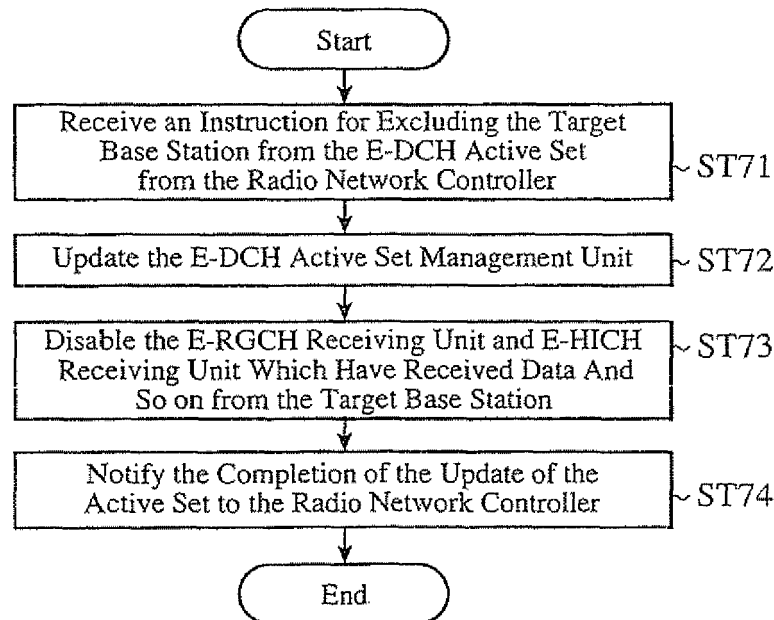 Start
Receive an Instruction for Excluding the Target
Base Station from the E-DCH Active Set
from the Radio Network Controller
ST71
Update the E-DCH Active Set Management Unit
ST72
Disable the E-RGCH Receiving Unit and E-HICH
Receiving Unit Which Have Received Data And
So on from the Target Base Station
ST73
Notify the Completion of the Update of the
Active Set to the Radio Network Controller
ST74
End